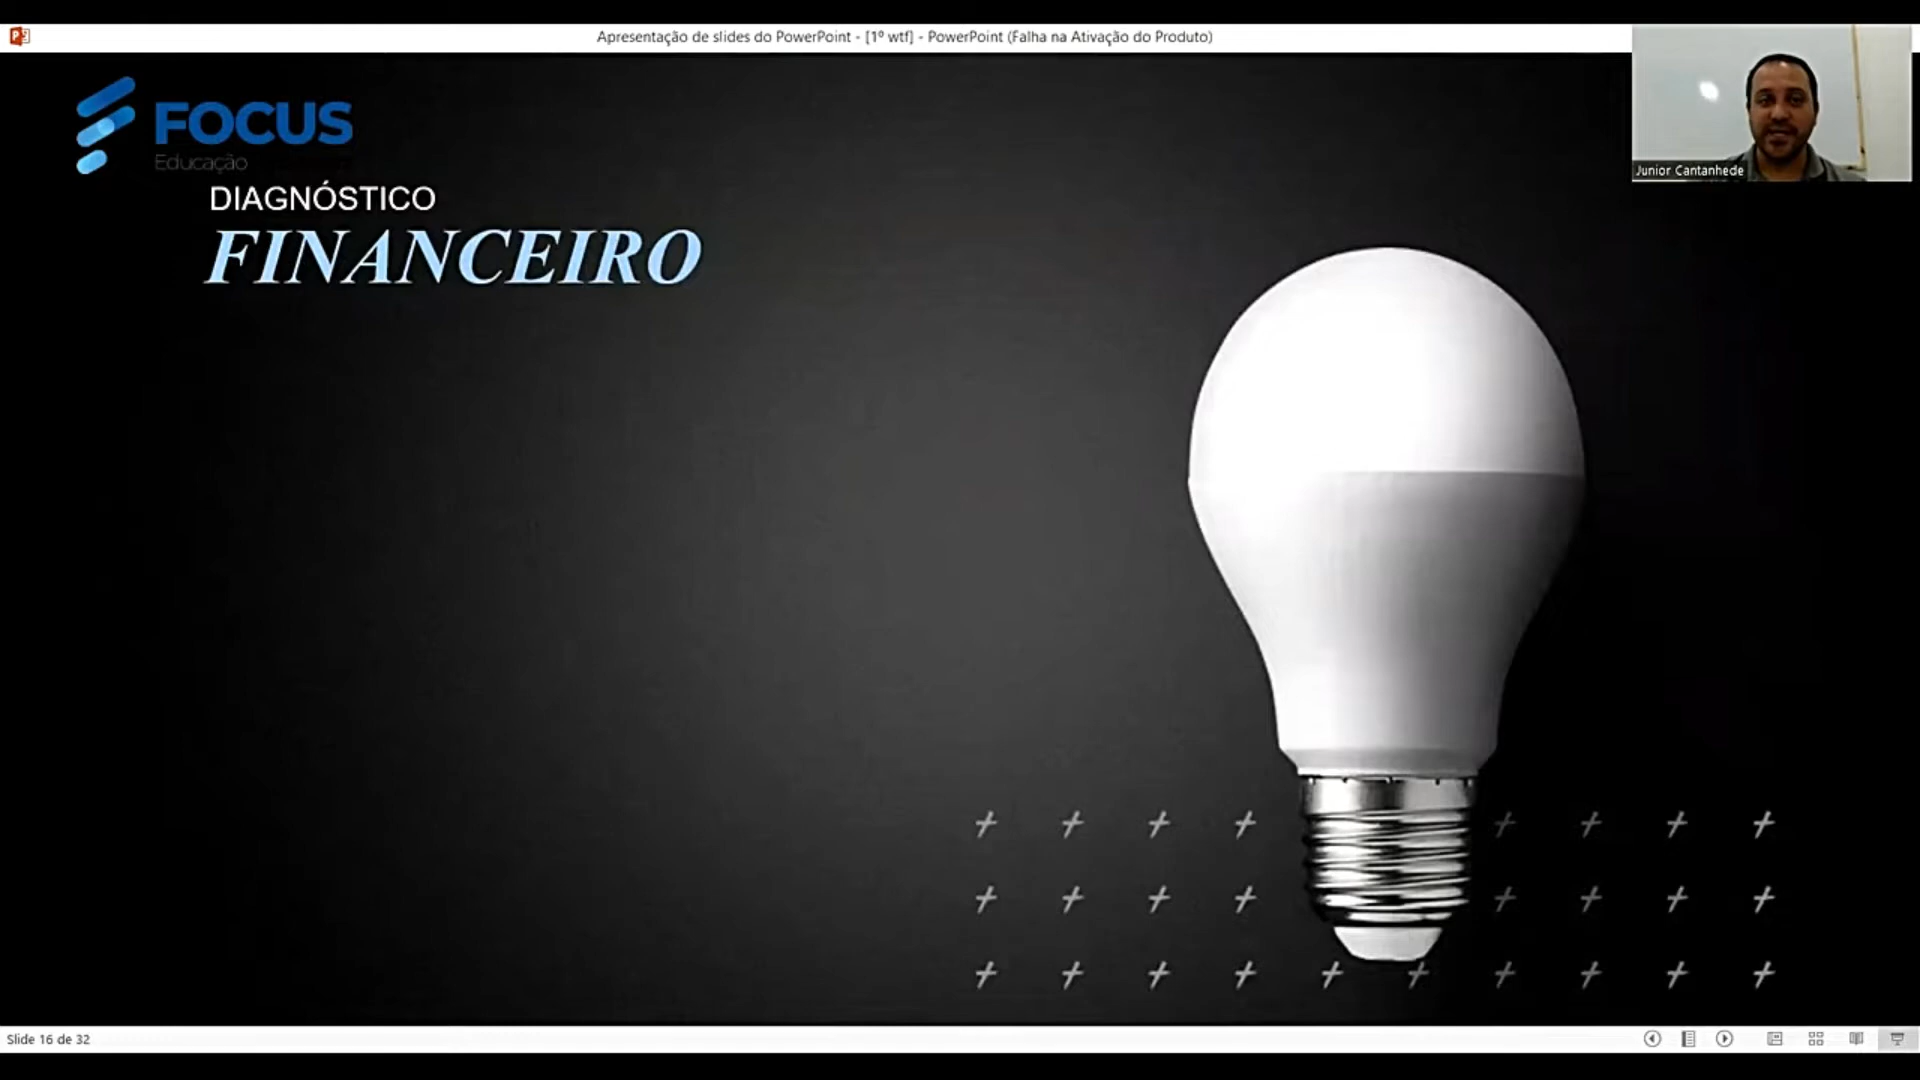 Apresentação de slides do PowerPoint - [1º wtf] - PowerPoint (Falha na Ativação do Produto)
FOCUS
Educação
DIAGNÓSTICO
FINANCEIRO
Junior Cantanhede
Slide 16 de 32